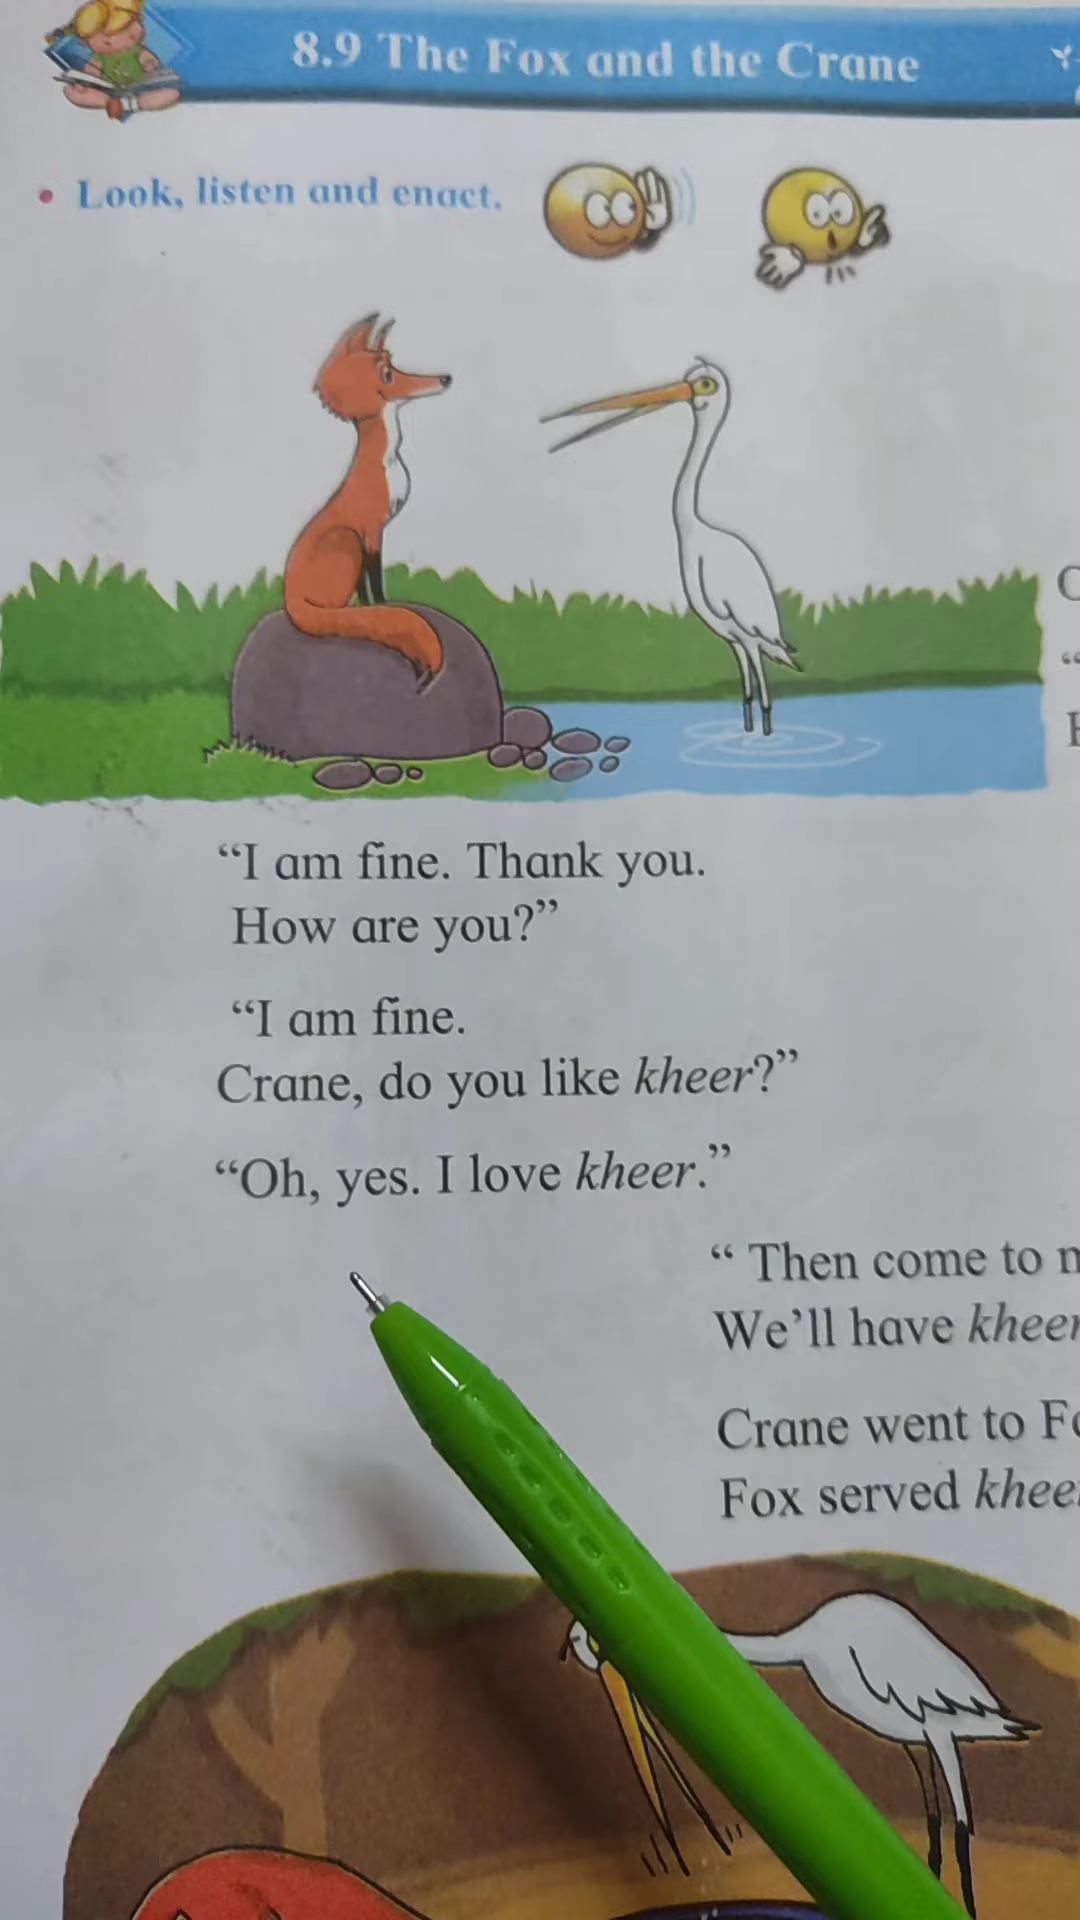 8.9 The Fox and the Crane
• Look, listen and enact.
“I am fine. Thank you.
How are you?”
“I am fine.
Crane, do you like kheer?”
“Oh, yes. I love kheer.”
“ Then come to
We’ll have kheer
Crane went to
Fox served kheer